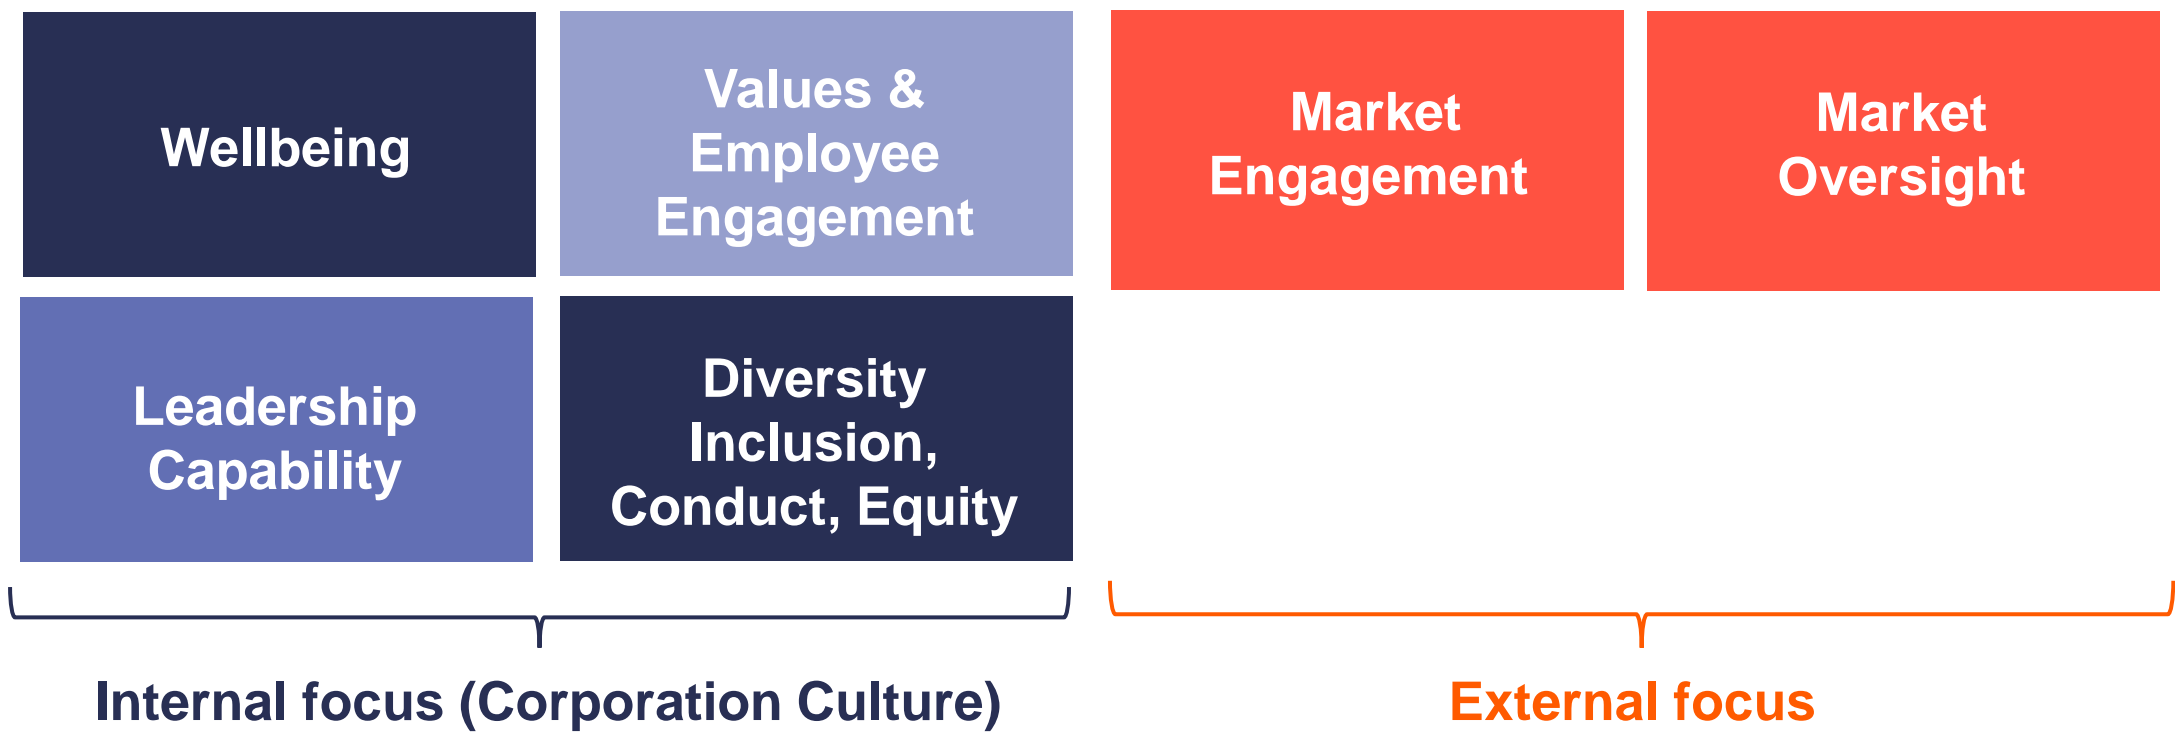 Wellbeing
Values &
Employee
Engagement
Market
Engagement
Market
Oversight
Leadership
Capability
Diversity
Inclusion,
Conduct, Equity
Internal focus (Corporation Culture)
External focus